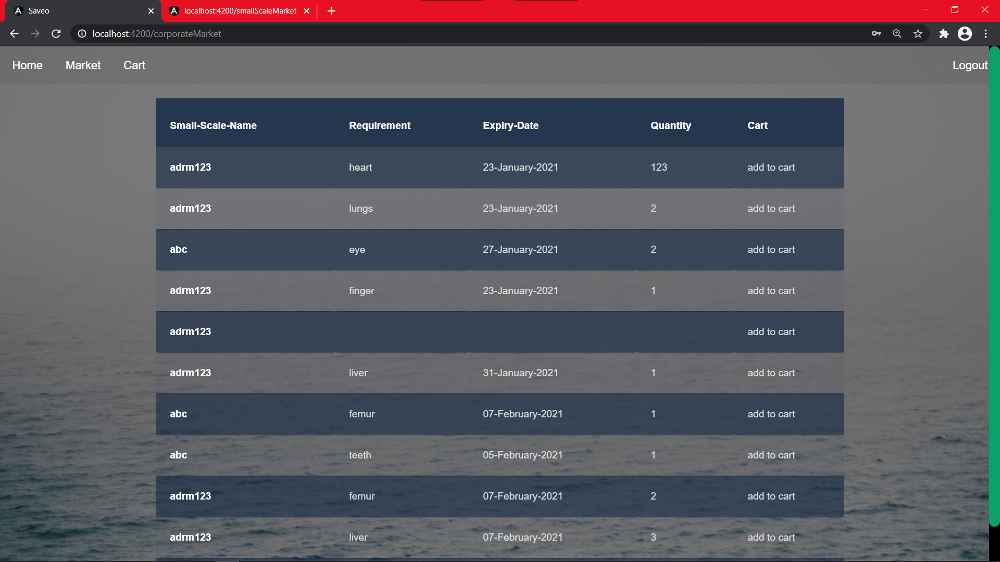 Saveo
localhost:4200/smallScaleMarket
localhost:4200/corporateMarket
Home Market Cart Logout
Small-Scale-Name Requirement Expiry-Date Quantity Cart
adrm123 heart 23-January-2021 123 add to cart
adrm123 lungs 23-January-2021 2 add to cart
abc eye 27-January-2021 2 add to cart
adrm123 finger 23-January-2021 1 add to cart
adrm123 add to cart
adrm123 liver 31-January-2021 1 add to cart
abc femur 07-February-2021 1 add to cart
abc teeth 05-February-2021 1 add to cart
adrm123 femur 07-February-2021 2 add to cart
adrm123 liver 07-February-2021 3 add to cart